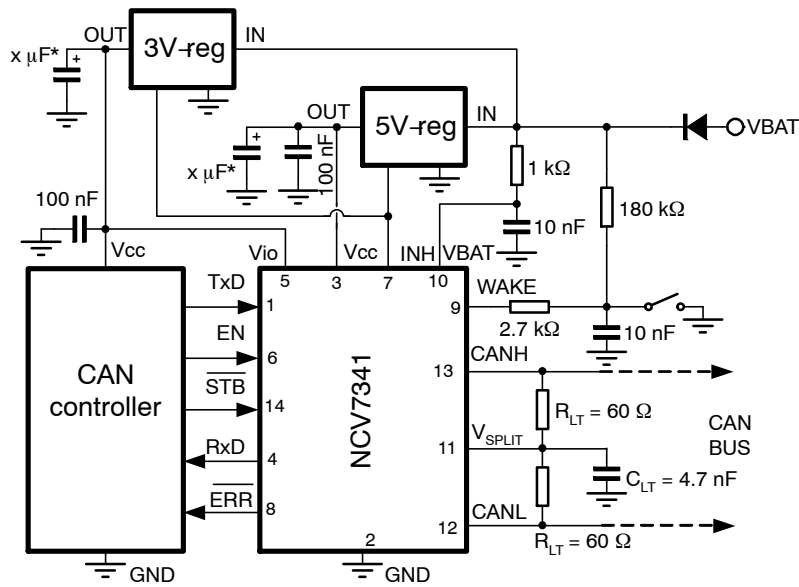 OUT
3V-reg
IN
x μF*
+
OUT
5V-reg
IN
VBAT
+
x μF*
100 nF
1 kΩ
100 nF
10 nF
180 kΩ
Vcc
Vio
Vcc
INH
VBAT
5
3
7
10
TxD
1
WAKE
9
2.7 kΩ
10 nF
EN
6
CANH
13
CAN
controller
STB
14
NCV7341
RLT = 60 Ω
CAN
BUS
RxD
4
VSPLIT
11
CLT = 4.7 nF
ERR
8
CANL
12
RLT = 60 Ω
2
GND
GND